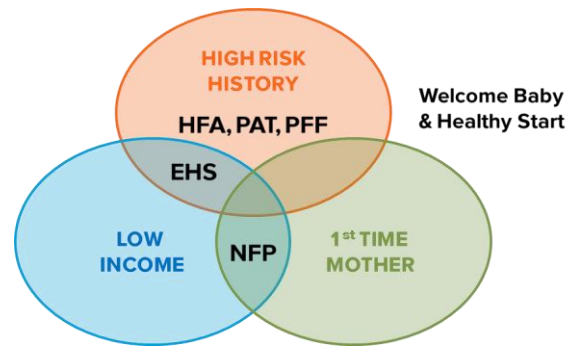 HIGH RISK
HISTORY
HFA, PAT, PFF
Welcome Baby
& Healthy Start
EHS
LOW
INCOME
NFP
1st TIME
MOTHER